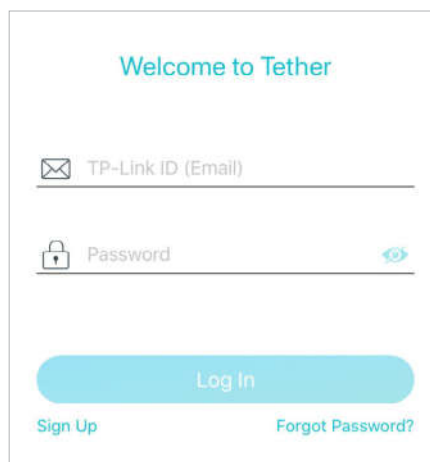 Welcome to Tether
TP-Link ID (Email)
Password
Log In
Sign Up
Forgot Password?